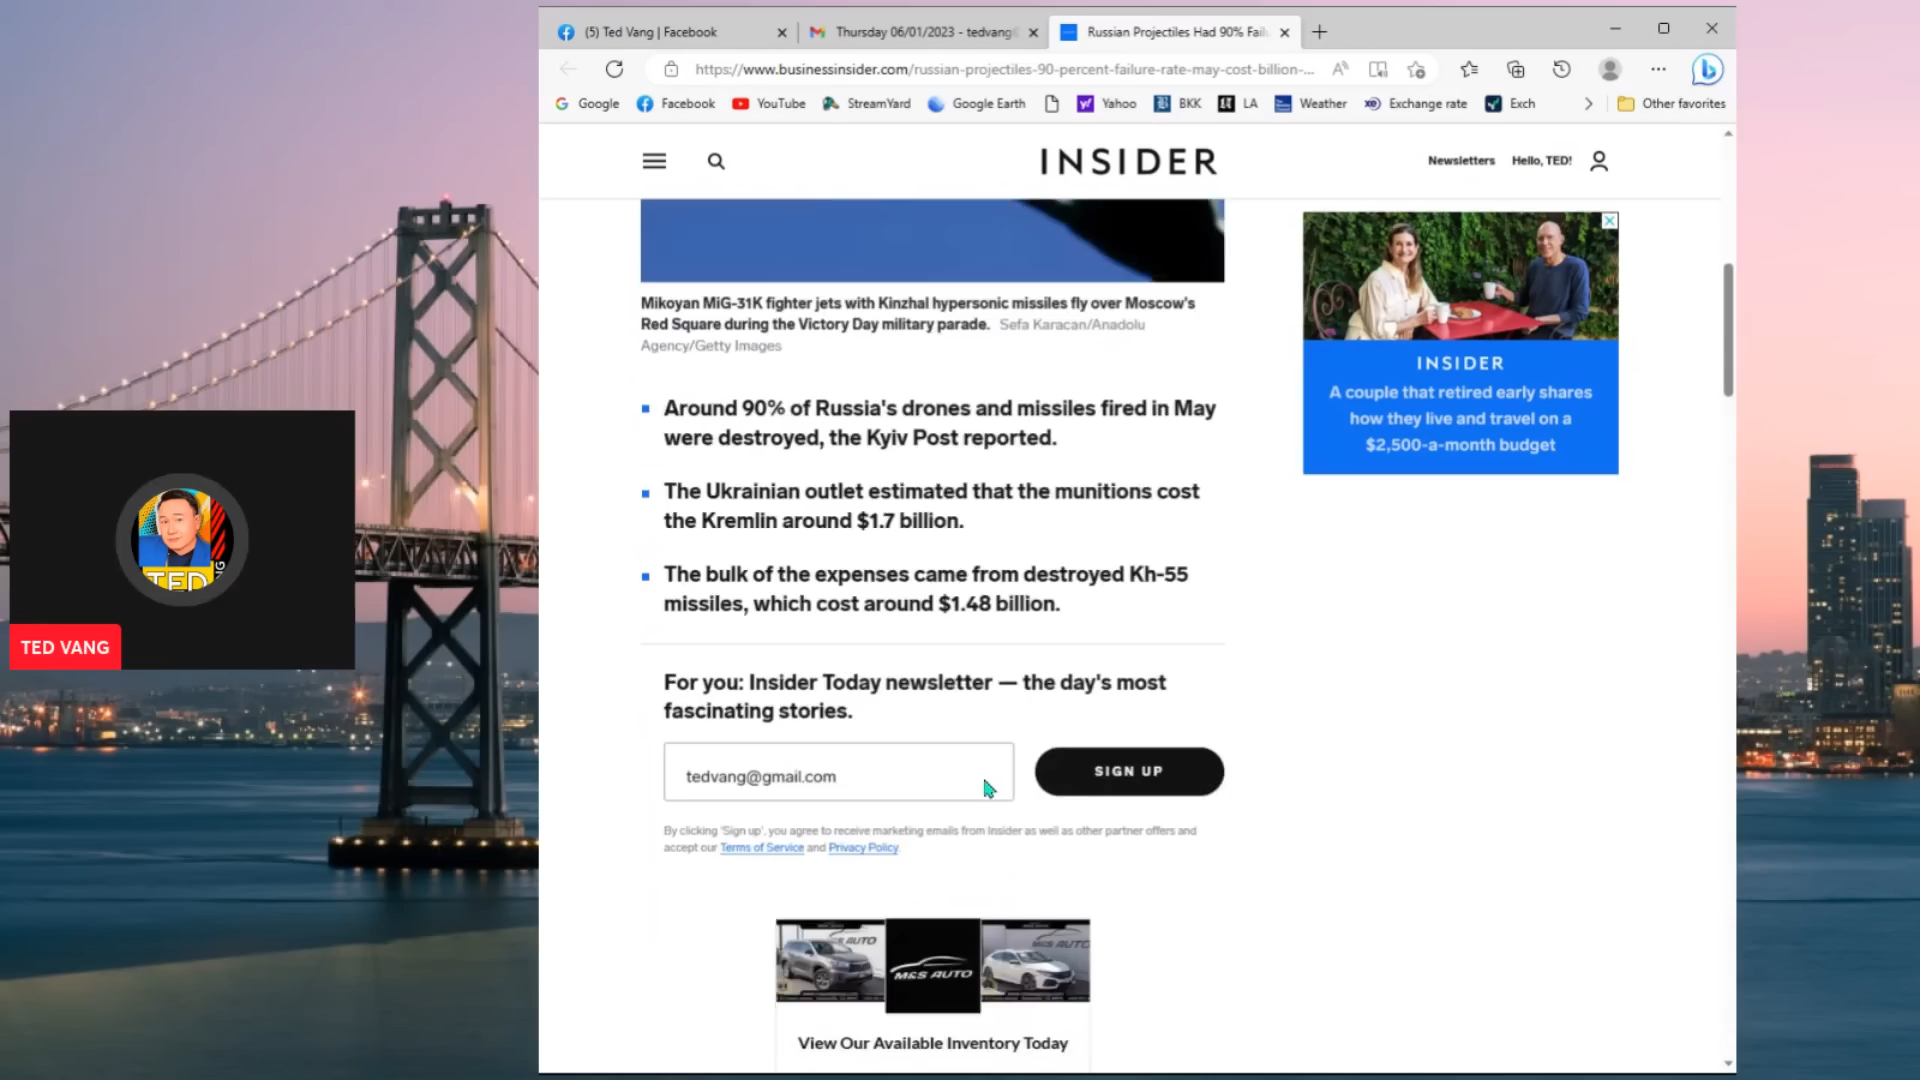 (5) Ted Vang | Facebook
Thursday 06/01/2023 - tedvang
Russian Projectiles Had 90% Fail
https://www.businessinsider.com/russian-projectiles-90-percent-failure-rate-may-cost-billion-...
Google
Facebook
YouTube
StreamYard
Google Earth
Yahoo
BKK
LA
Weather
Exchange rate
Exch
Other favorites
INSIDER
Newsletters
Hello, TED!
Mikoyan MiG-31K fighter jets with Kinzhal hypersonic missiles fly over Moscow's
Red Square during the Victory Day military parade. Sefa Karacan/Anadolu
Agency/Getty Images
Around 90% of Russia's drones and missiles fired in May
were destroyed, the Kyiv Post reported.
The Ukrainian outlet estimated that the munitions cost
the Kremlin around $1.7 billion.
The bulk of the expenses came from destroyed Kh-55
missiles, which cost around $1.48 billion.
For you: Insider Today newsletter — the day's most
fascinating stories.
tedvang@gmail.com
SIGN UP
By clicking 'Sign up', you agree to receive marketing emails from Insider as well as other partner offers and
accept our Terms of Service and Privacy Policy.
INSIDER
A couple that retired early shares
how they live and travel on a
$2,500-a-month budget
M&S AUTO
View Our Available Inventory Today
TED
TED VANG